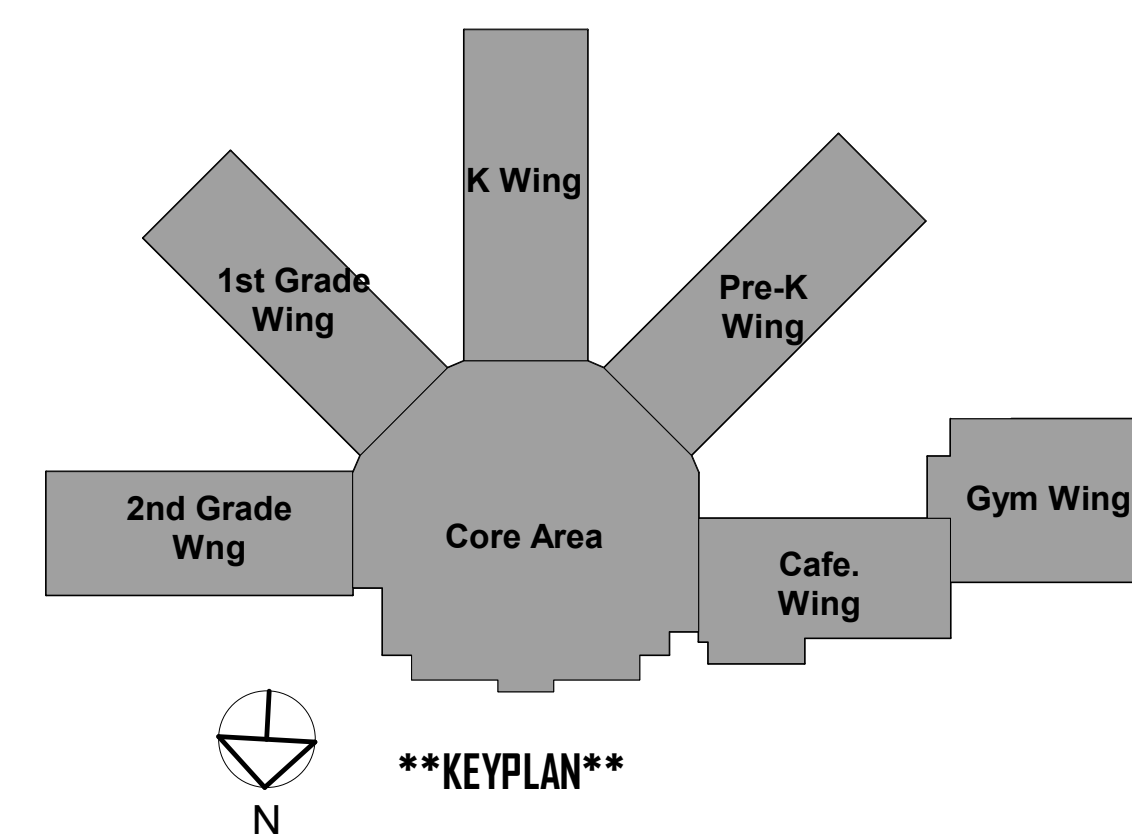 K Wing
1st Grade
Wing
Pre-K
Wing
2nd Grade
Wng
Core Area
Gym Wing
Cafe.
Wing
**KEYPLAN**
N